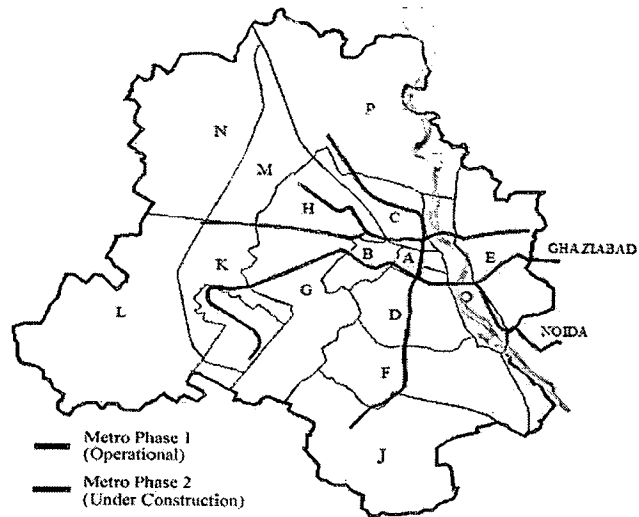 P
N
M
H
C
GHAZIABAD
B
A
E
K
G
L
O
D
NOIDA
F
J
Metro Phase 1
(Operational)
Metro Phase 2
(Under Construction)